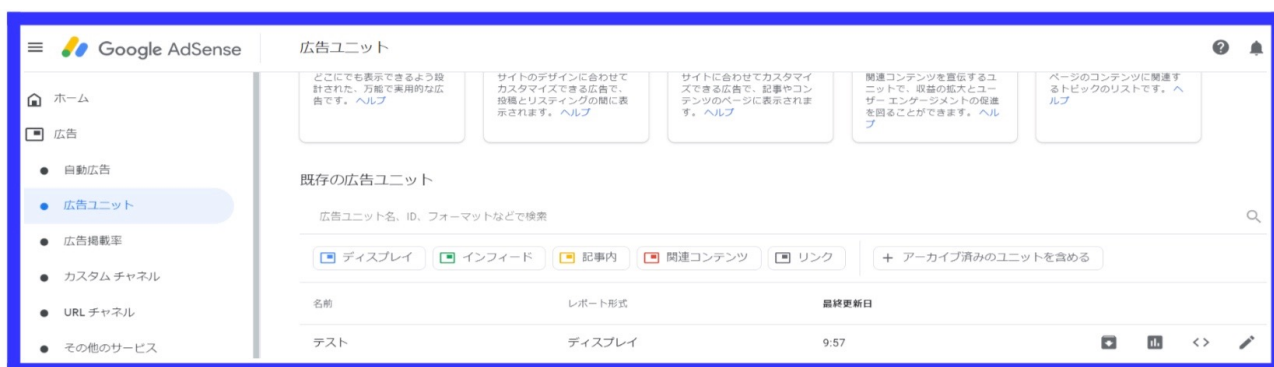 Google AdSense
広告ユニット
ホーム
広告
自動広告
広告ユニット
広告掲載率
カスタム チャネル
URL チャネル
その他のサービス
どこにでも表示できるよう設
計された、万能で実用的な広
告です。 ヘルプ
サイトのデザインに合わせて
カスタマイズできる広告で、
投稿とリスティングの間に表
示されます。 ヘルプ
サイトに合わせてカスタマイ
ズできる広告で、記事やコン
テンツのページに表示されま
す。 ヘルプ
関連コンテンツを宣伝するユ
ニットで、収益の拡大とユー
ザー エンゲージメントの促進
を図ることができます。 ヘル
プ
ページのコンテンツに関連す
るトピックのリストです。 ヘ
ルプ
既存の広告ユニット
広告ユニット名、ID、フォーマットなどで検索
ディスプレイ インフィード 記事内 関連コンテンツ リンク + アーカイブ済みのユニットを含める
名前 レポート形式 最終更新日
テスト ディスプレイ 9:57